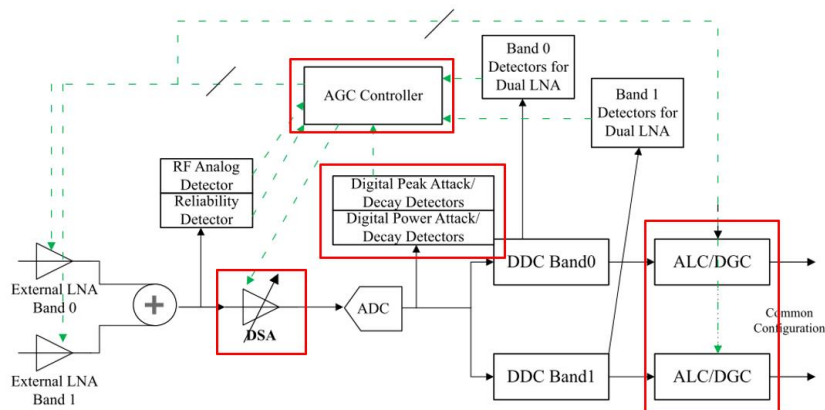 Band 0
Detectors for
Dual LNA
AGC Controller
Band 1
Detectors for
Dual LNA
RF Analog
Detector
Reliability
Detector
Digital Peak Attack/
Decay Detectors
Digital Power Attack/
Decay Detectors
External LNA
Band 0
+
DSA
ADC
DDC Band0
ALC/DGC
Common
Configuration
External LNA
Band 1
DDC Band1
ALC/DGC